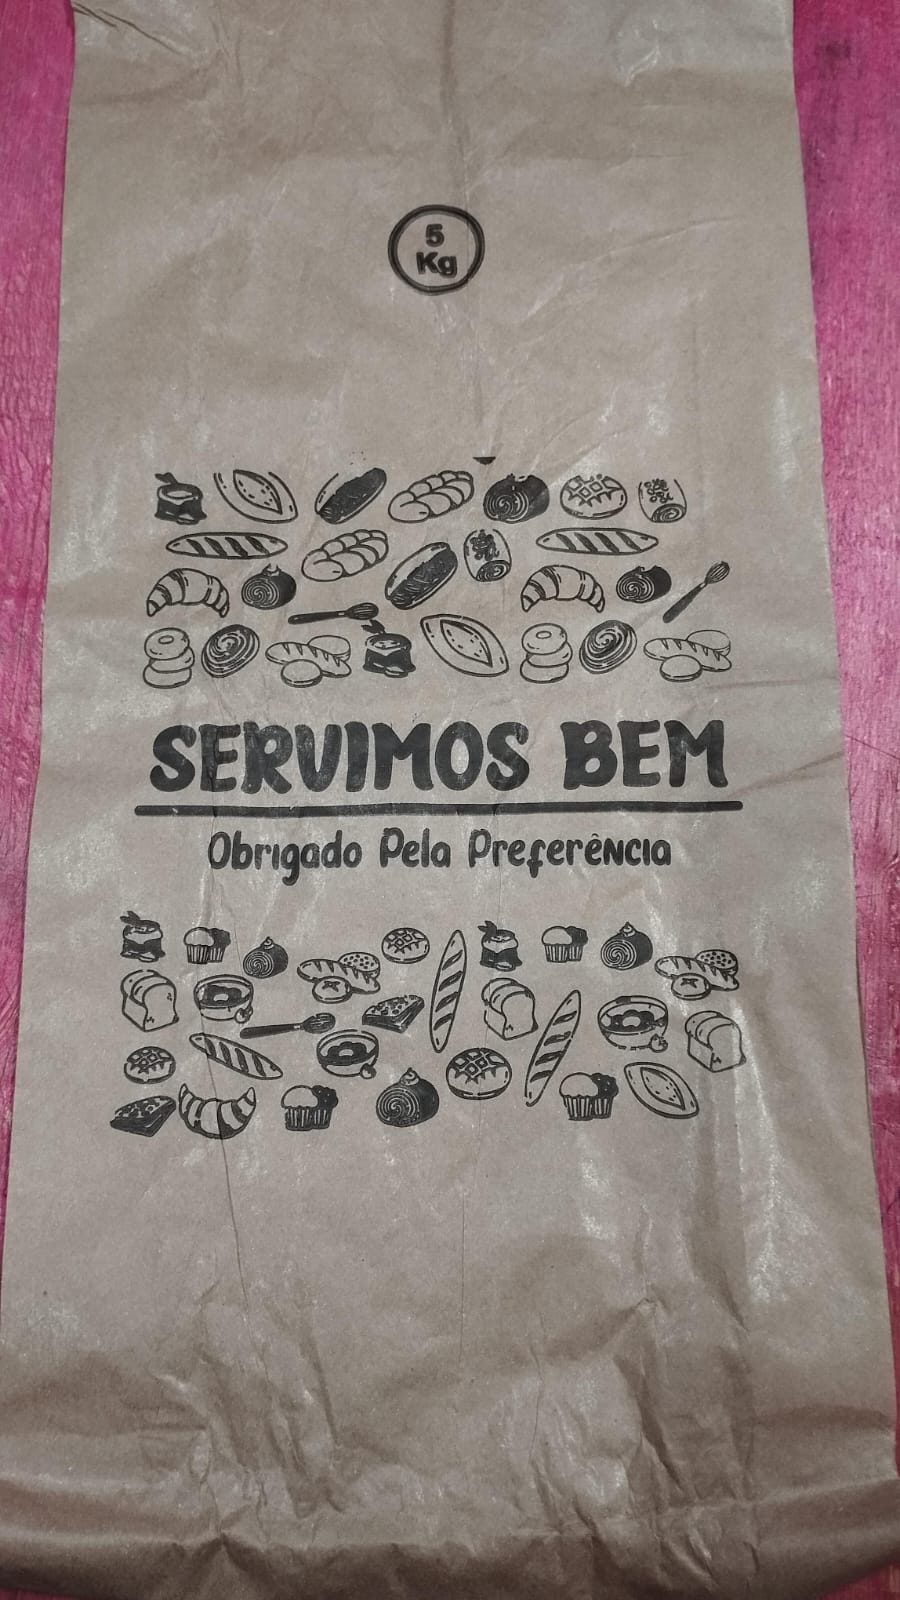 5
Kg
SERVIMOS BEM
Obrigado Pela Preferência